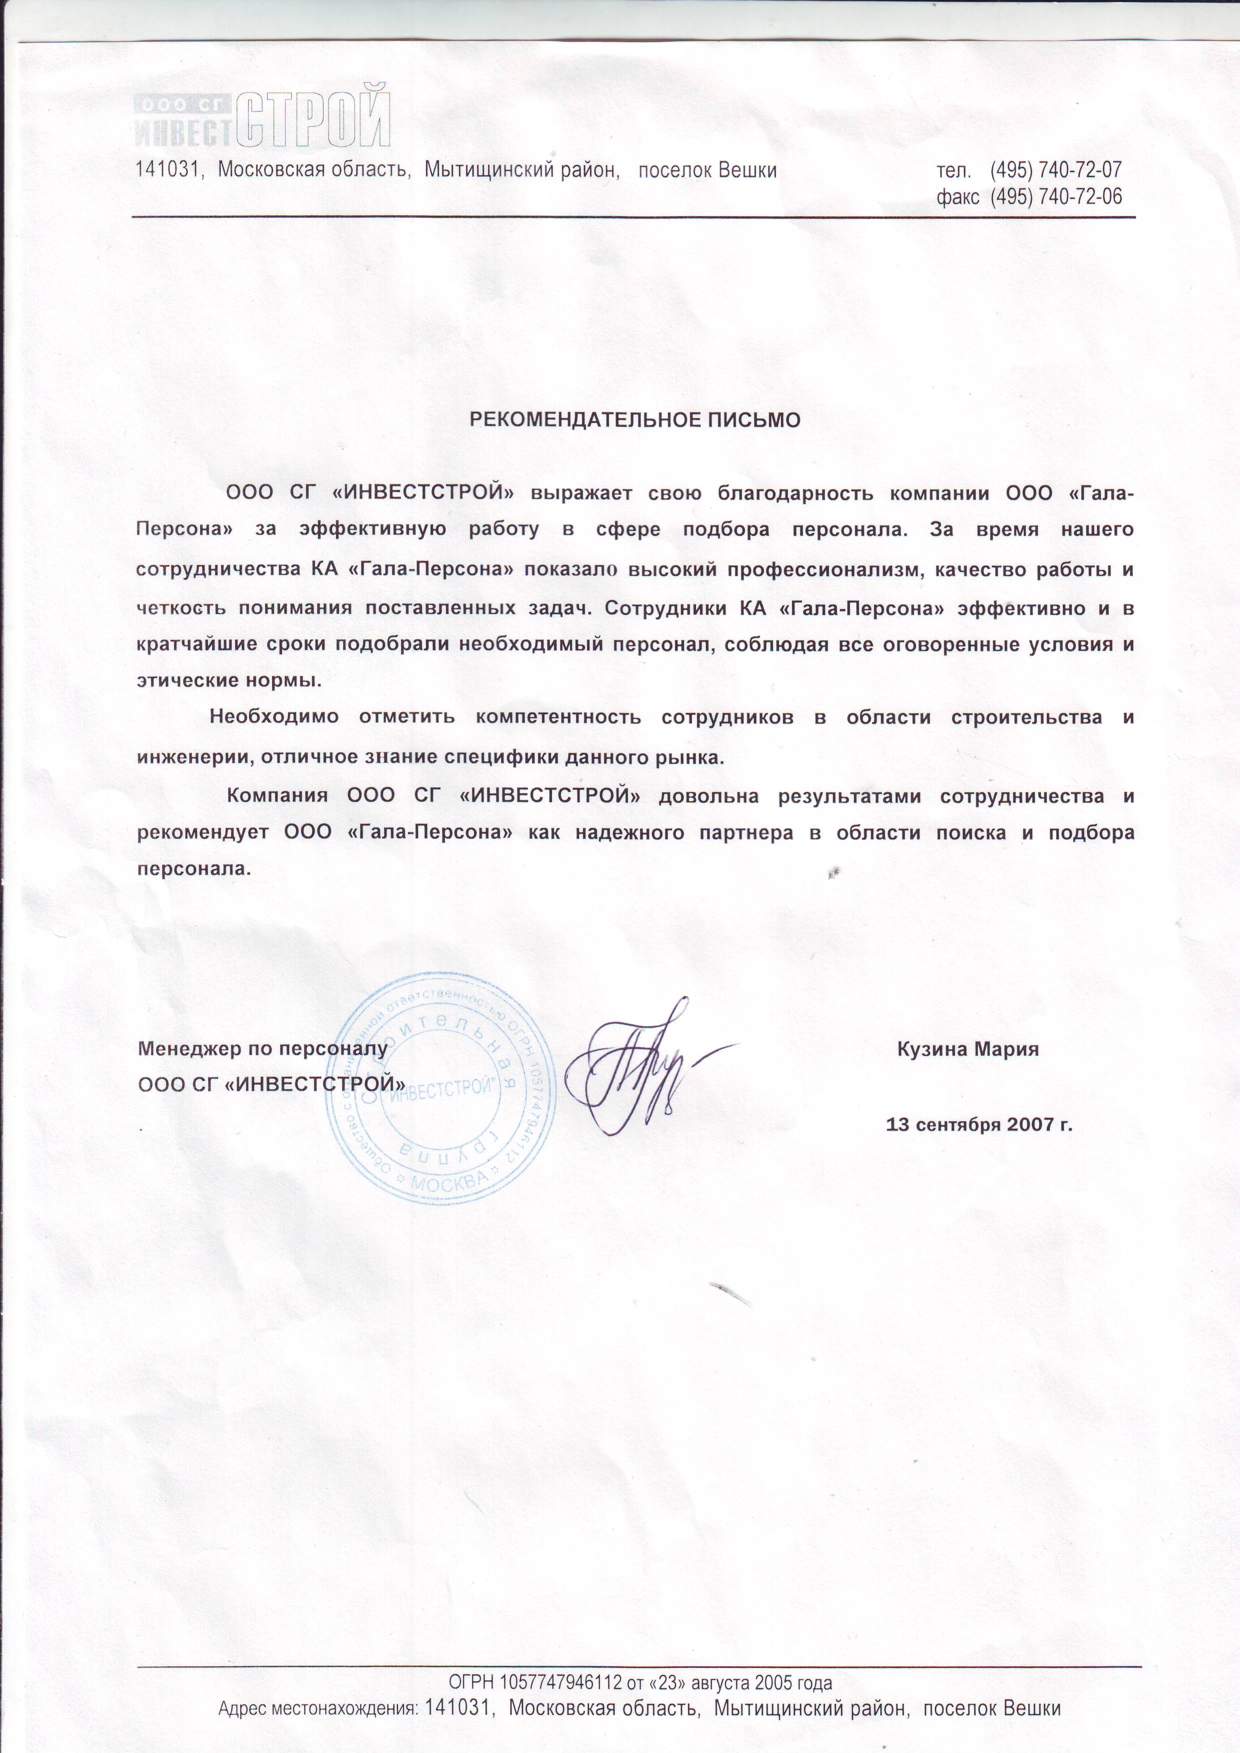 ООО СГ
ИНВЕСТСТРОЙ
141031, Московская область, Мытищинский район, поселок Вешки
тел. (495) 740-72-07
факс (495) 740-72-06
РЕКОМЕНДАТЕЛЬНОЕ ПИСЬМО
ООО СГ «ИНВЕСТСТРОЙ» выражает свою благодарность компании ООО «Гала-
Персона» за эффективную работу в сфере подбора персонала. За время нашего
сотрудничества КА «Гала-Персона» показало высокий профессионализм, качество работы и
четкость понимания поставленных задач. Сотрудники КА «Гала-Персона» эффективно и в
кратчайшие сроки подобрали необходимый персонал, соблюдая все оговоренные условия и
этические нормы.
Необходимо отметить компетентность сотрудников в области строительства и
инженерии, отличное знание специфики данного рынка.
Компания ООО СГ «ИНВЕСТСТРОЙ» довольна результатами сотрудничества и
рекомендует ООО «Гала-Персона» как надежного партнера в области поиска и подбора
персонала.
Менеджер по персоналу
ООО СГ «ИНВЕСТСТРОЙ»
Кузина Мария
13 сентября 2007 г.
Общество с ограниченной ответственностью ОГРН 1057747946112
МОСКВА
Строительная группа
"ИНВЕСТСТРОЙ"
ОГРН 1057747946112 от «23» августа 2005 года
Адрес местонахождения: 141031, Московская область, Мытищинский район, поселок Вешки